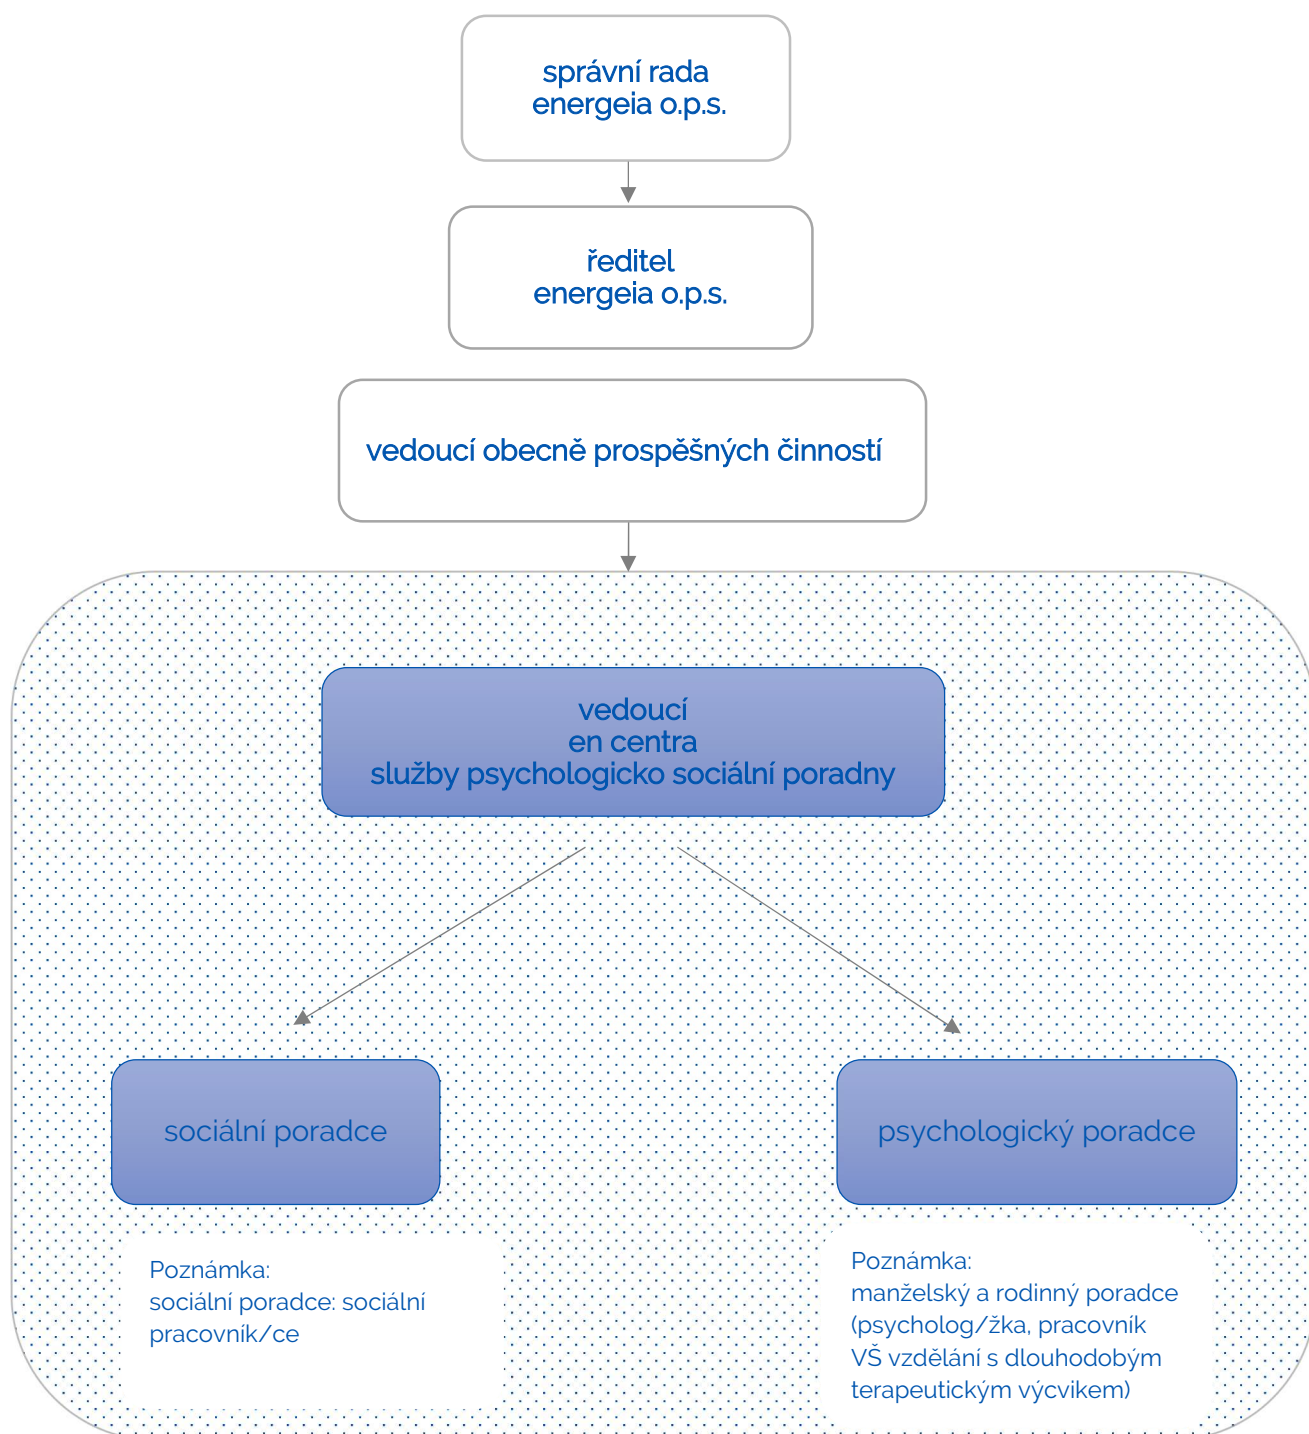 správní rada
energeia o.p.s.
ředitel
energeia o.p.s.
vedoucí obecně prospěšných činností
vedoucí
en centra
služby psychologicko sociální poradny
sociální poradce
psychologický poradce
Poznámka:
sociální poradce: sociální
pracovník/ce
Poznámka:
manželský a rodinný poradce
(psycholog/žka, pracovník
VŠ vzdělání s dlouhodobým
terapeutickým výcvikem)